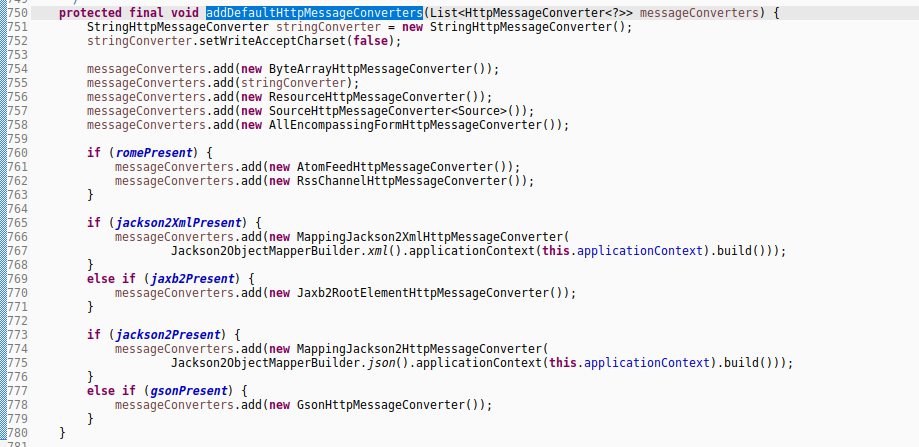 749 }
750 protected final void addDefaultHttpMessageConverters(List<HttpMessageConverter<?>> messageConverters) {
751 StringHttpMessageConverter stringConverter = new StringHttpMessageConverter();
752 stringConverter.setWriteAcceptCharset(false);
753
754 messageConverters.add(new ByteArrayHttpMessageConverter());
755 messageConverters.add(stringConverter);
756 messageConverters.add(new ResourceHttpMessageConverter());
757 messageConverters.add(new SourceHttpMessageConverter<Source>());
758 messageConverters.add(new AllEncompassingFormHttpMessageConverter());
759
760 if (romePresent) {
761 messageConverters.add(new AtomFeedHttpMessageConverter());
762 messageConverters.add(new RssChannelHttpMessageConverter());
763 }
764
765 if (jackson2XmlPresent) {
766 messageConverters.add(new MappingJackson2XmlHttpMessageConverter(
767 Jackson2ObjectMapperBuilder.xml().applicationContext(this.applicationContext).build()));
768 }
769 else if (jaxb2Present) {
770 messageConverters.add(new Jaxb2RootElementHttpMessageConverter());
771 }
772
773 if (jackson2Present) {
774 messageConverters.add(new MappingJackson2HttpMessageConverter(
775 Jackson2ObjectMapperBuilder.json().applicationContext(this.applicationContext).build()));
776 }
777 else if (gsonPresent) {
778 messageConverters.add(new GsonHttpMessageConverter());
779 }
780 }
781